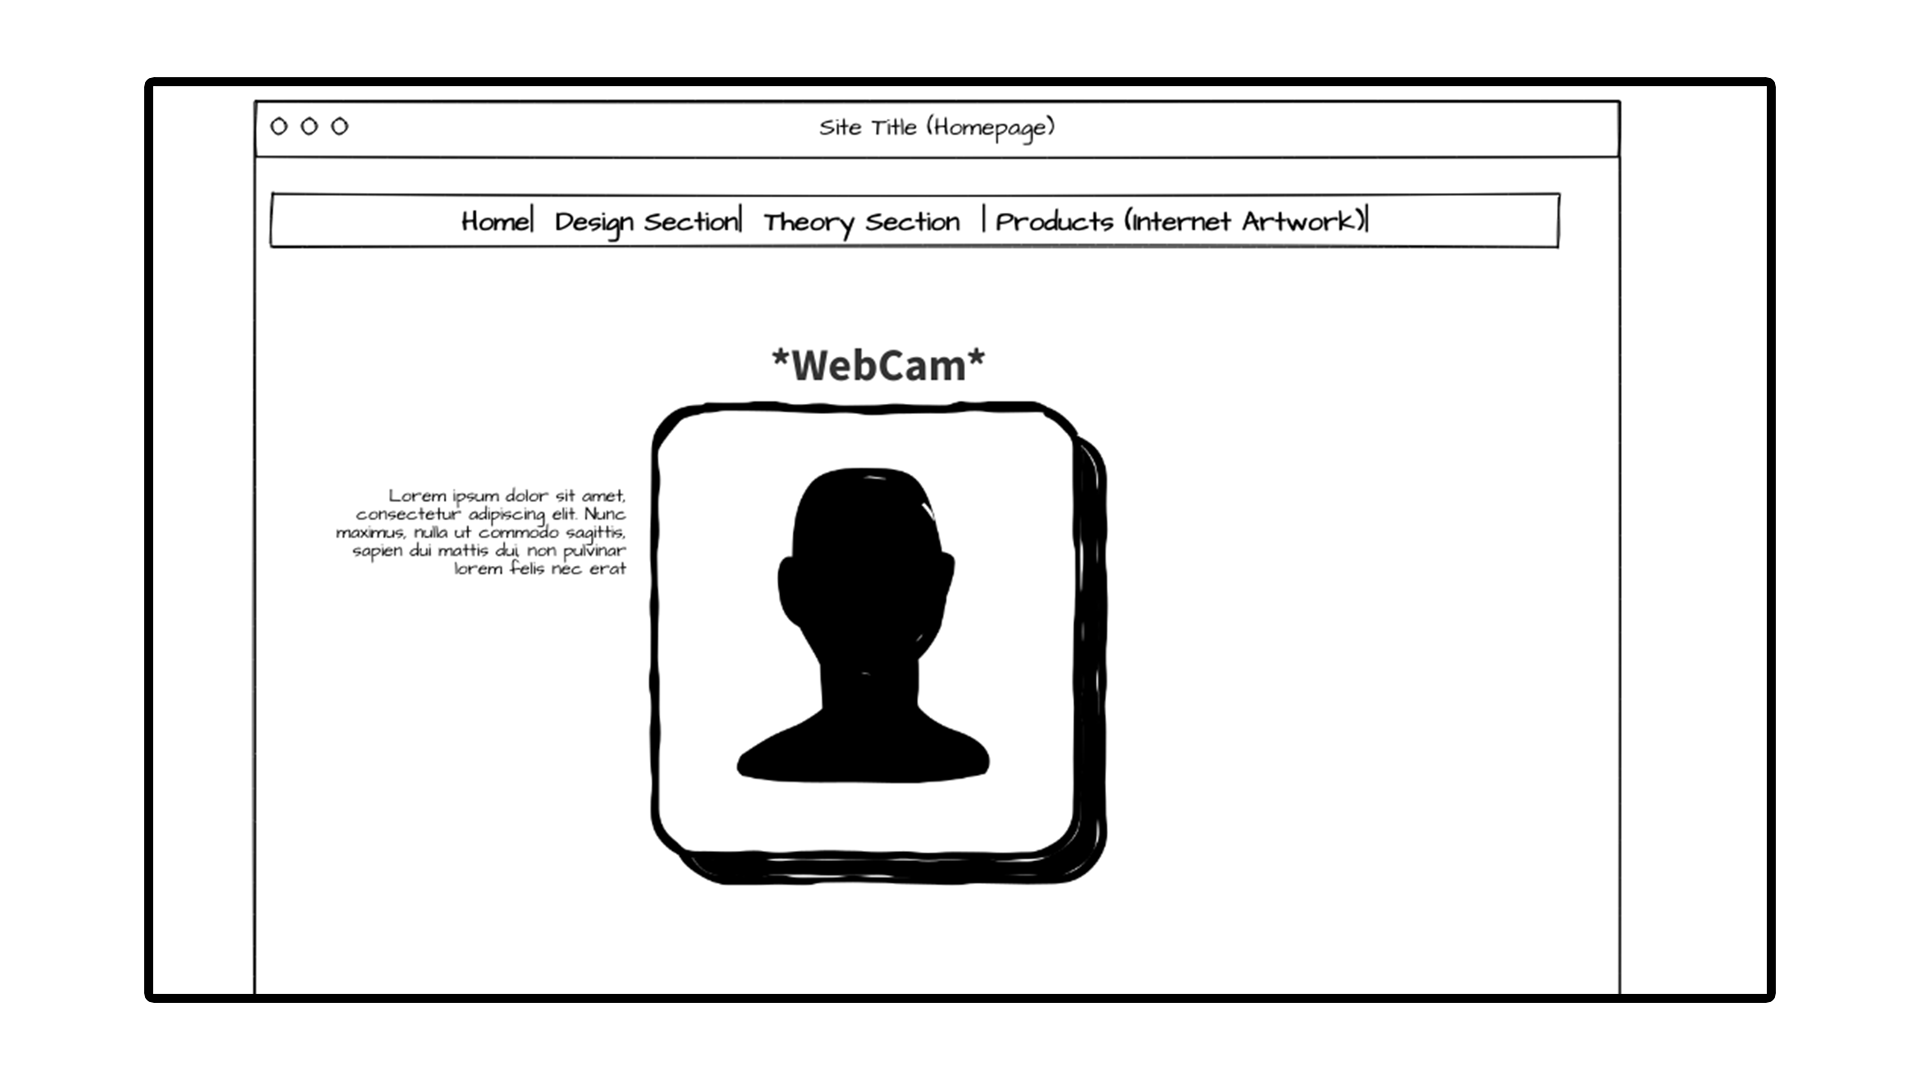 Site Title (Homepage)
Home| Design Section| Theory Section | Products (Internet Artwork)|
*WebCam*
Lorem ipsum dolor sit amet,
consectetur adipiscing elit. Nunc
maximus, nulla ut commodo sagittis,
sapien dui mattis dui, non pulvinar
lorem felis nec erat